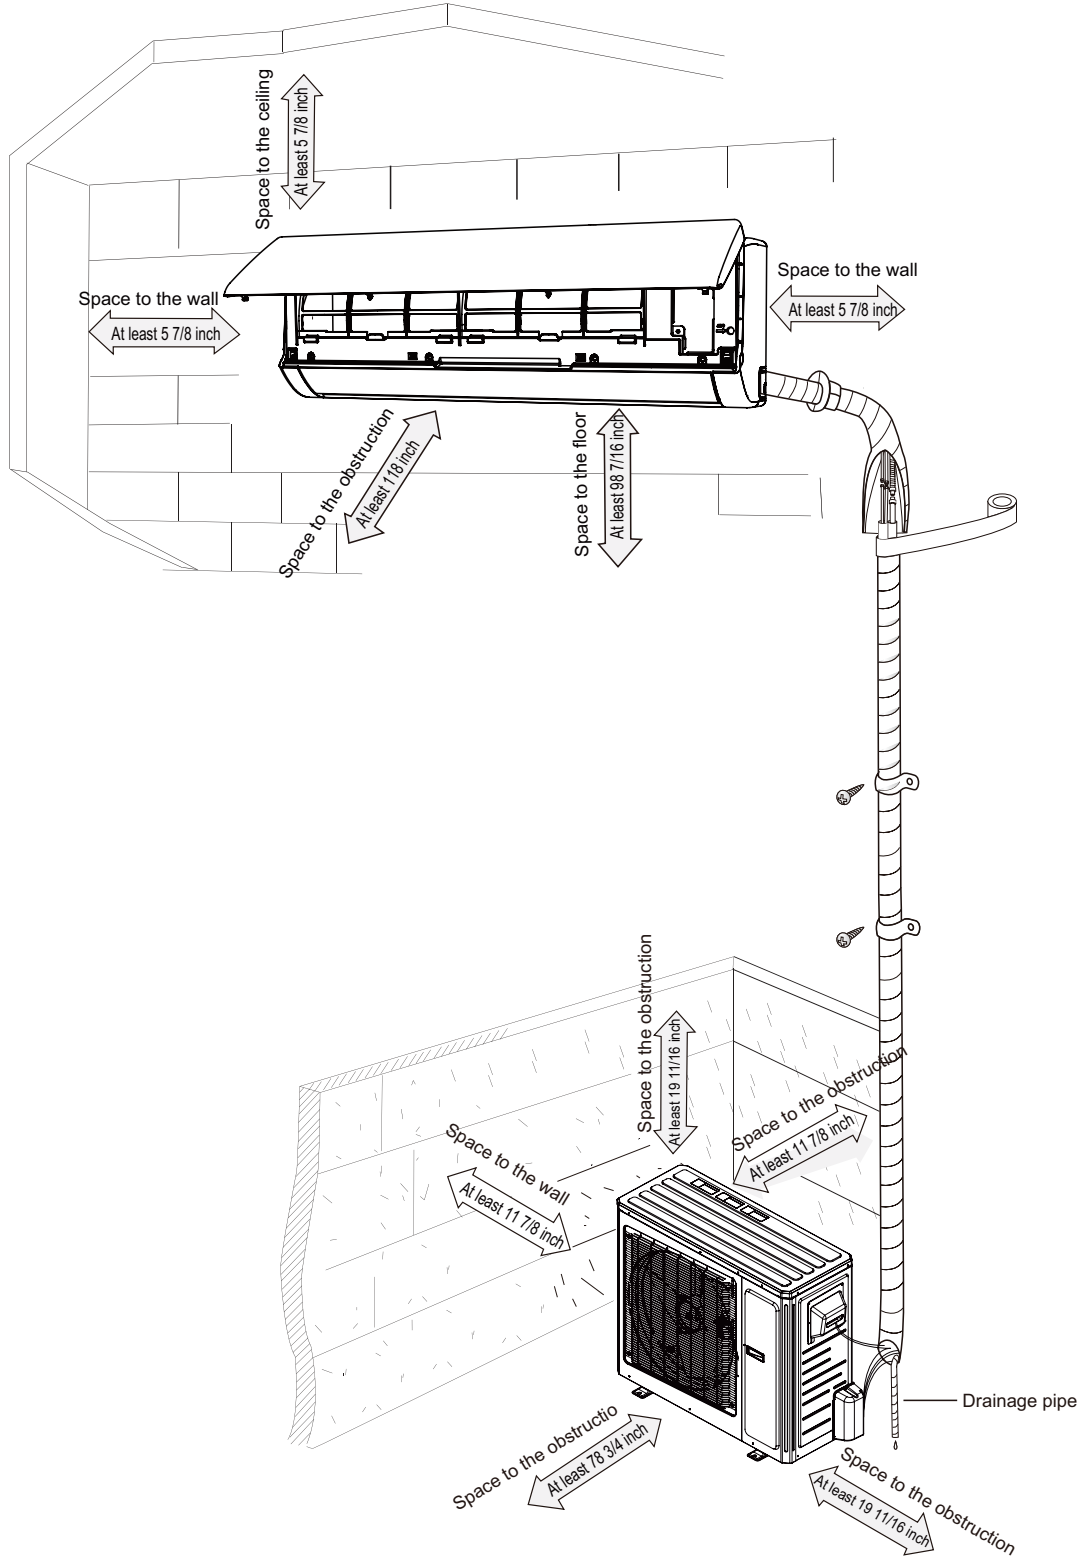 Space to the ceiling
At least 5 7/8 inch
Space to the wall
At least 5 7/8 inch
Space to the wall
At least 5 7/8 inch
Space to the obstruction
At least 118 inch
Space to the floor
At least 98 7/16 inch
Space to the obstruction
At least 19 11/16 inch
Space to the obstruction
At least 11 7/8 inch
Space to the wall
At least 11 7/8 inch
Drainage pipe
Space to the obstructio
At least 78 3/4 inch
Space to the obstruction
At least 19 11/16 inch